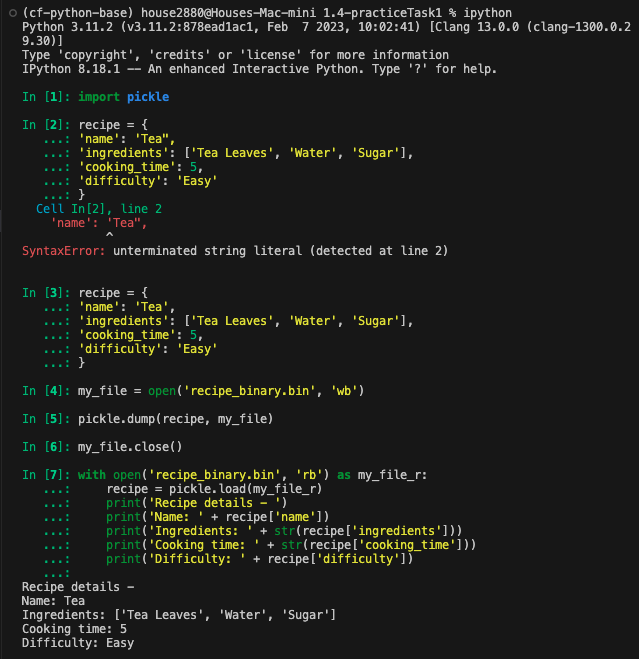 (cf-python-base) house2880@Houses-Mac-mini 1.4-practiceTask1 % ipython
Python 3.11.2 (v3.11.2:878ead1ac1, Feb  7 2023, 10:02:41) [Clang 13.0.0 (clang-1300.0.2
9.30)]
Type 'copyright', 'credits' or 'license' for more information
IPython 8.18.1 -- An enhanced Interactive Python. Type '?' for help.
In [1]: import pickle
In [2]: recipe = {
   ...: 'name': 'Tea",
   ...: 'ingredients': ['Tea Leaves', 'Water', 'Sugar'],
   ...: 'cooking_time': 5,
   ...: 'difficulty': 'Easy'
   ...: }
  Cell In[2], line 2
    'name': 'Tea",
            ^
SyntaxError: unterminated string literal (detected at line 2)
In [3]: recipe = {
   ...: 'name': 'Tea',
   ...: 'ingredients': ['Tea Leaves', 'Water', 'Sugar'],
   ...: 'cooking_time': 5,
   ...: 'difficulty': 'Easy'
   ...: }
In [4]: my_file = open('recipe_binary.bin', 'wb')
In [5]: pickle.dump(recipe, my_file)
In [6]: my_file.close()
In [7]: with open('recipe_binary.bin', 'rb') as my_file_r:
   ...:     recipe = pickle.load(my_file_r)
   ...:     print('Recipe details - ')
   ...:     print('Name: ' + recipe['name'])
   ...:     print('Ingredients: ' + str(recipe['ingredients']))
   ...:     print('Cooking time: ' + str(recipe['cooking_time']))
   ...:     print('Difficulty: ' + recipe['difficulty'])
   ...:
Recipe details -
Name: Tea
Ingredients: ['Tea Leaves', 'Water', 'Sugar']
Cooking time: 5
Difficulty: Easy